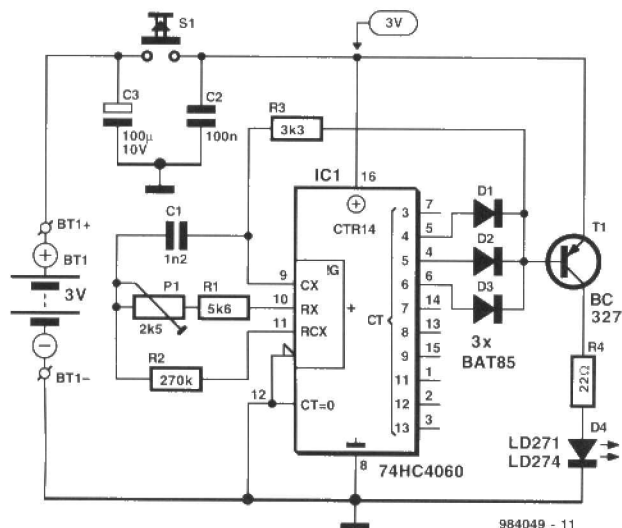 S1
3V
C3
100µ
10V
C2
100n
R3
3k3
IC1
16
CTR14
BT1+
BT1
3V
BT1–
C1
1n2
P1
2k5
R1
5k6
R2
270k
9
10
11
12
CX
RX
RCX
!G
+
CT=0
CT
3
4
5
6
7
8
9
11
12
13
7
5
4
6
14
13
15
1
2
3
8
74HC4060
D1
D2
D3
3x
BAT85
T1
BC
327
R4
22Ω
D4
LD271
LD274
984049 - 11